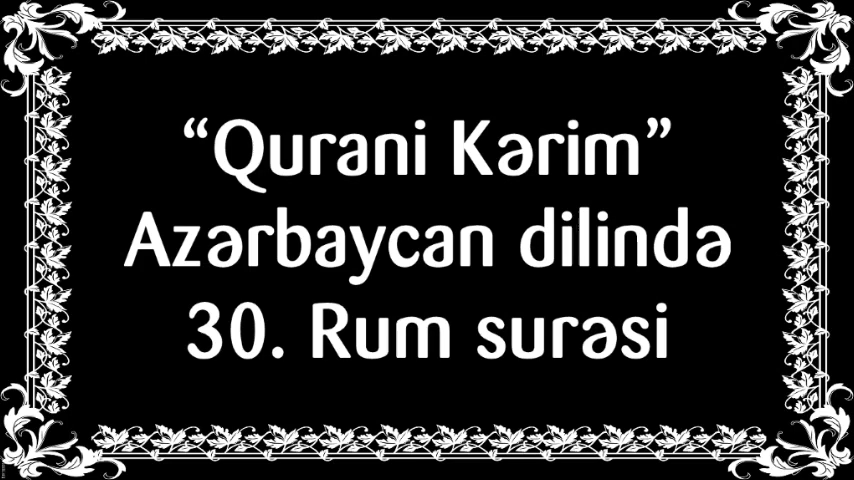 “Qurani Kərim”
Azərbaycan dilində
30. Rum surəsi